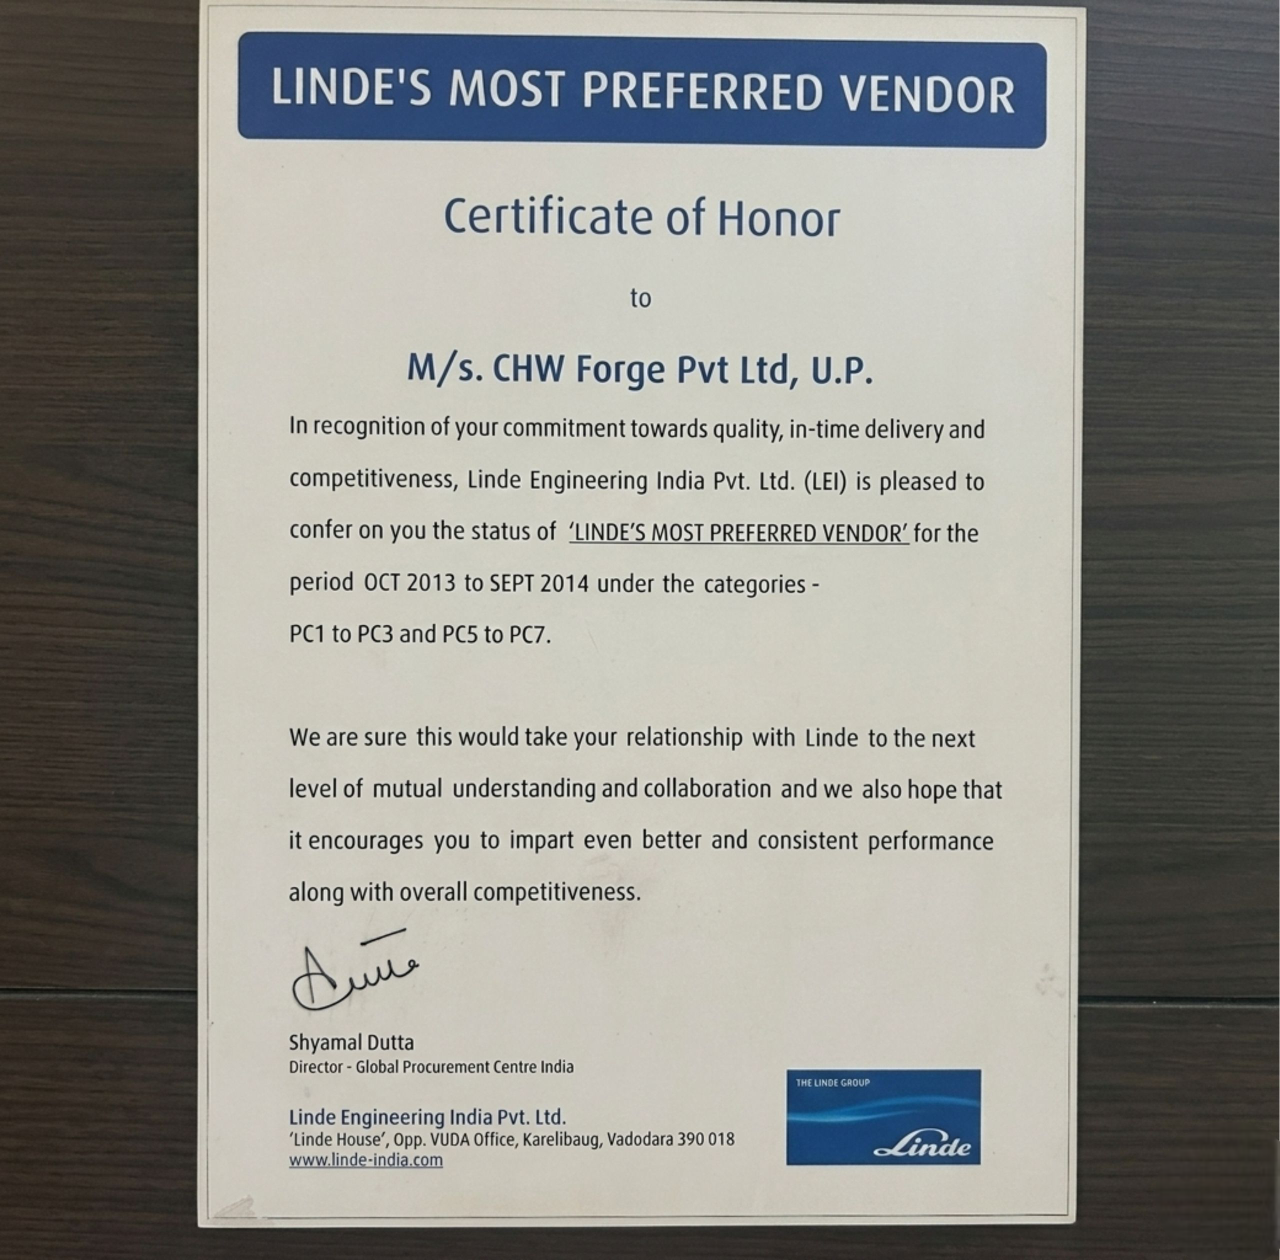 LINDE'S MOST PREFERRED VENDOR
Certificate of Honor
to
M/s. CHW Forge Pvt Ltd, U.P.
In recognition of your commitment towards quality, in-time delivery and
competitiveness, Linde Engineering India Pvt. Ltd. (LEI) is pleased to
confer on you the status of ‘LINDE’S MOST PREFERRED VENDOR’ for the
period OCT 2013 to SEPT 2014 under the categories -
PC1 to PC3 and PC5 to PC7.
We are sure this would take your relationship with Linde to the next
level of mutual understanding and collaboration and we also hope that
it encourages you to impart even better and consistent performance
along with overall competitiveness.
Shyamal Dutta
Director - Global Procurement Centre India
Linde Engineering India Pvt. Ltd.
‘Linde House’, Opp. VUDA Office, Karelibaug, Vadodara 390 018
www.linde-india.com
THE LINDE GROUP
Linde